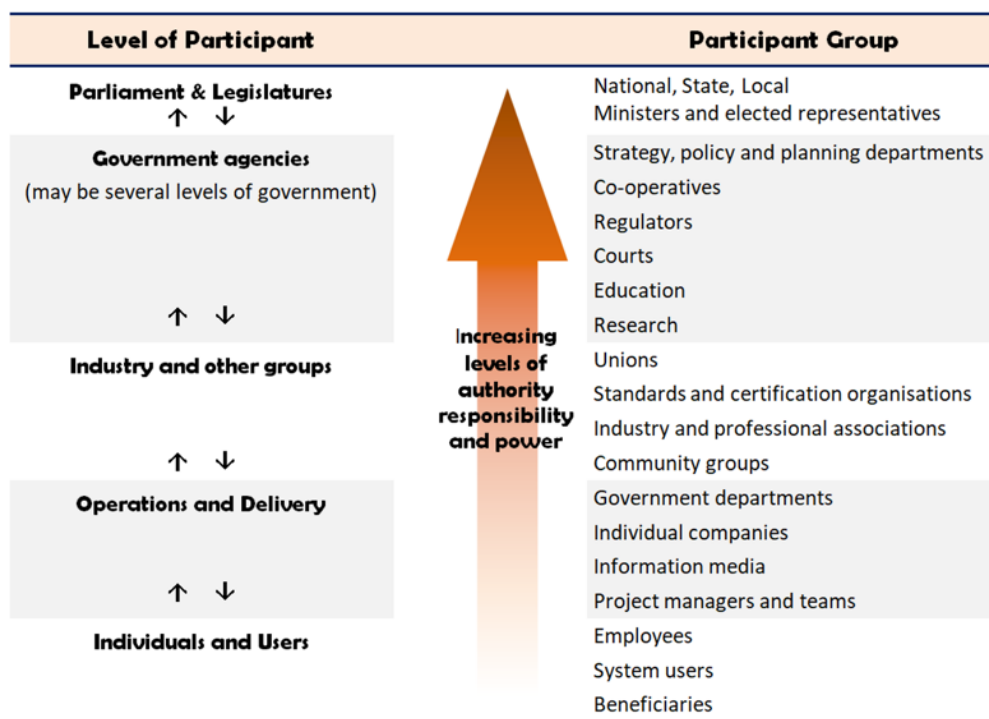 Level of Participant
Participant Group
Parliament & Legislatures
↑ ↓
National, State, Local
Ministers and elected representatives
Government agencies
(may be several levels of government)
↑ ↓
Strategy, policy and planning departments
Co-operatives
Regulators
Courts
Education
Research
Industry and other groups
↑ ↓
Unions
Standards and certification organisations
Industry and professional associations
Community groups
Operations and Delivery
↑ ↓
Government departments
Individual companies
Information media
Project managers and teams
Individuals and Users
Employees
System users
Beneficiaries
Increasing
levels of
authority
responsibility
and power